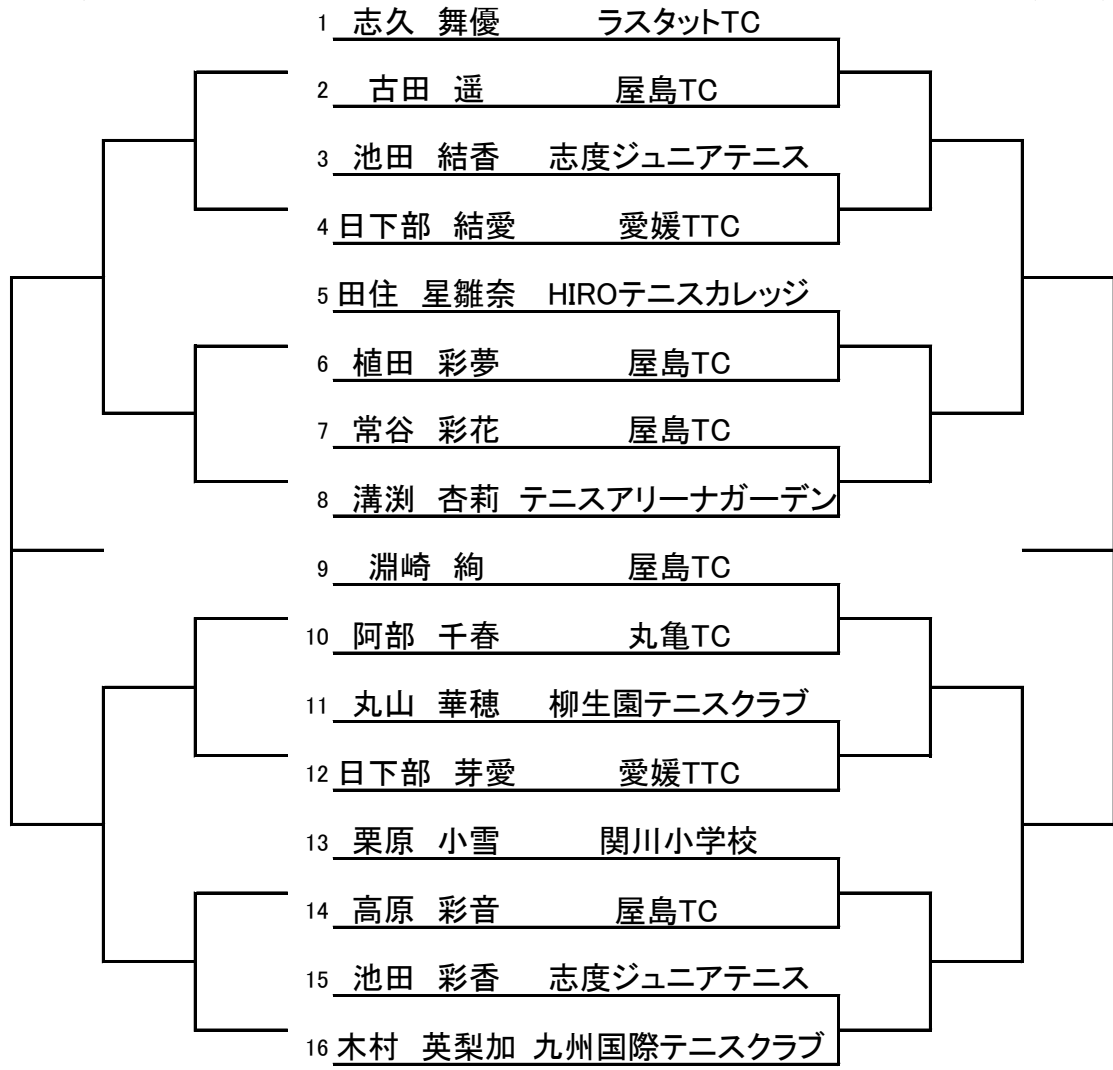 1 志久 舞優 ラスタットTC
2 古田 遥 屋島TC
3 池田 結香 志度ジュニアテニス
4 日下部 結愛 愛媛TTC
5 田住 星雛奈 HIROテニスカレッジ
6 植田 彩夢 屋島TC
7 常谷 彩花 屋島TC
8 溝渕 杏莉 テニスアリーナガーデン
9 淵崎 絢 屋島TC
10 阿部 千春 丸亀TC
11 丸山 華穂 柳生園テニスクラブ
12 日下部 芽愛 愛媛TTC
13 栗原 小雪 関川小学校
14 高原 彩音 屋島TC
15 池田 彩香 志度ジュニアテニス
16 木村 英梨加 九州国際テニスクラブ